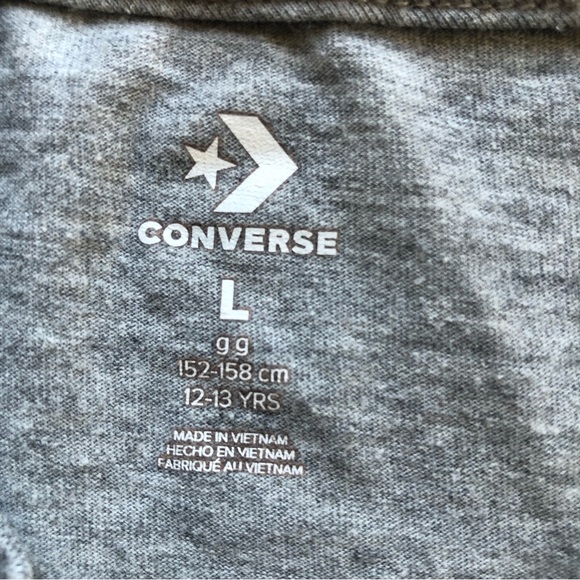 CONVERSE
L
g g
152-158 cm
12-13 YRS
MADE IN VIETNAM
HECHO EN VIETNAM
FABRIQUÉ AU VIETNAM